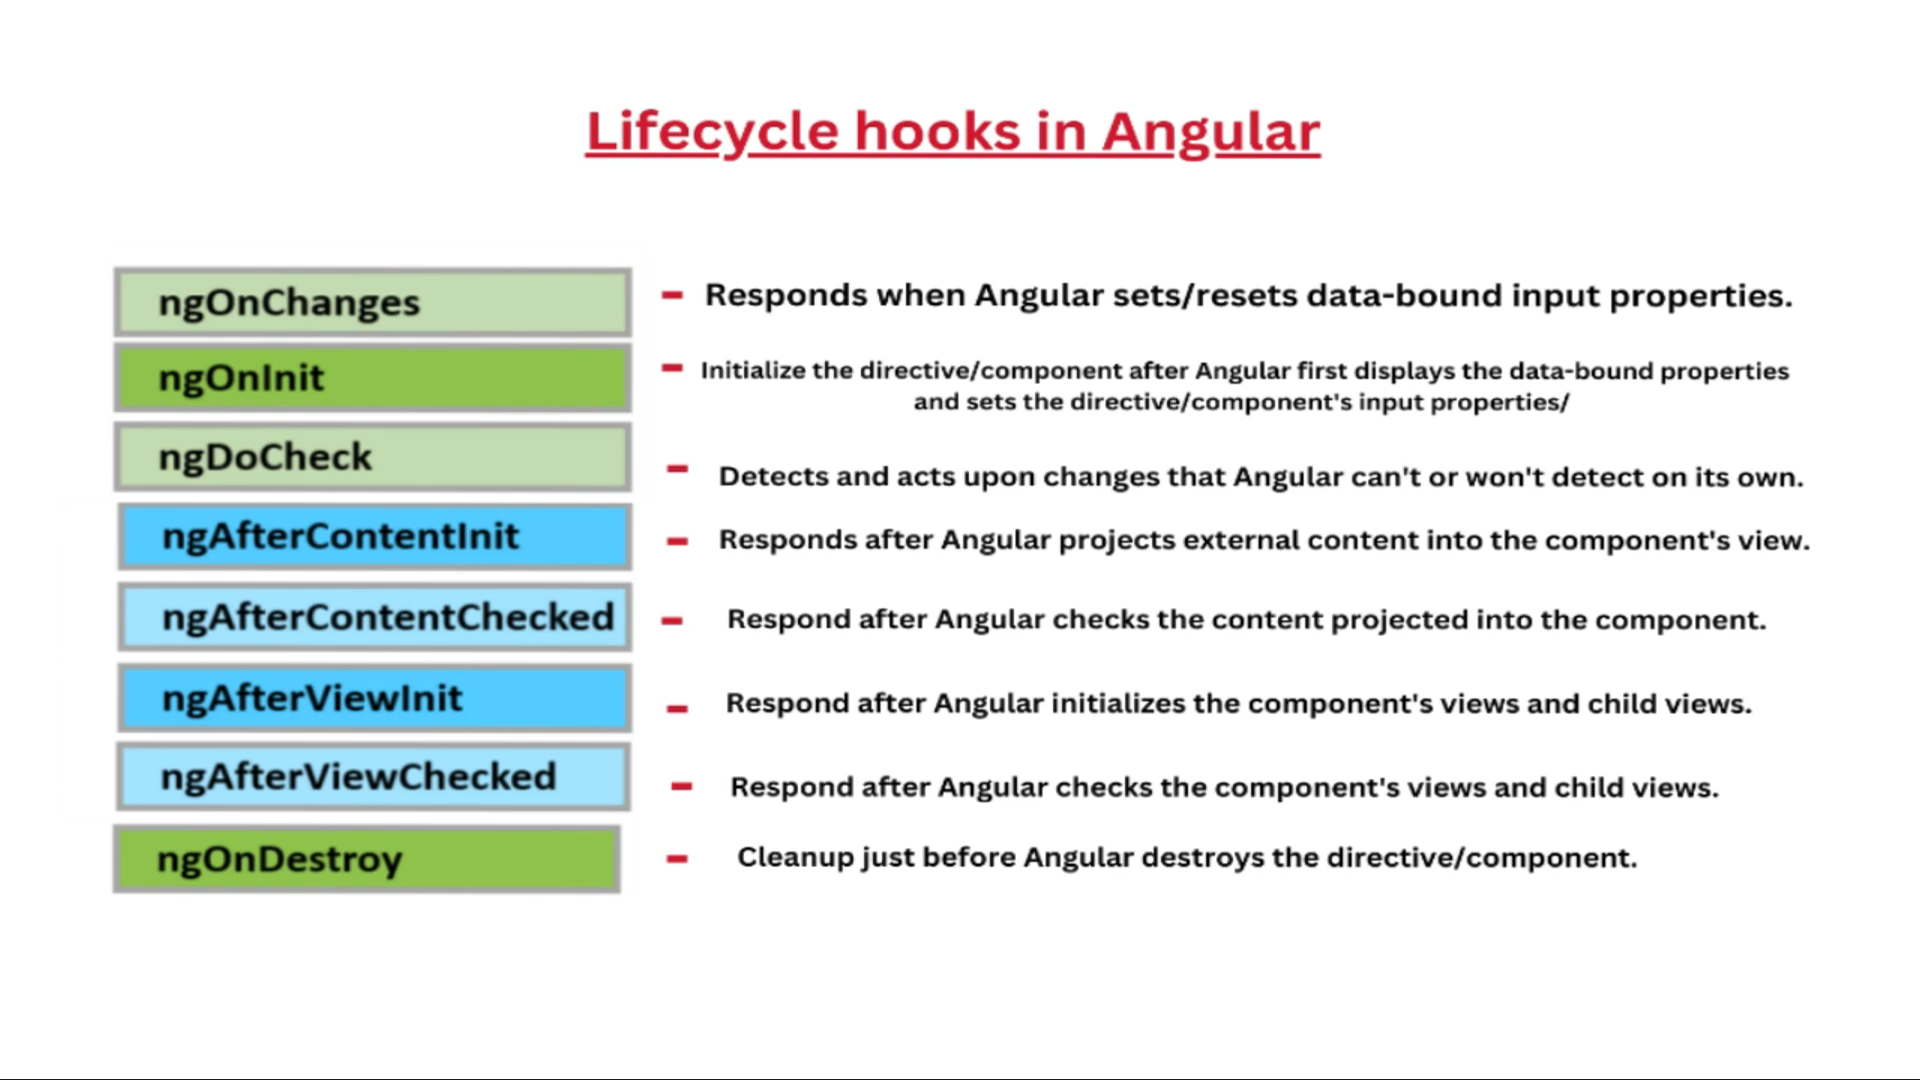 Lifecycle hooks in Angular
ngOnChanges - Responds when Angular sets/resets data-bound input properties.
ngOnInit - Initialize the directive/component after Angular first displays the data-bound properties
and sets the directive/component's input properties/
ngDoCheck - Detects and acts upon changes that Angular can't or won't detect on its own.
ngAfterContentInit - Responds after Angular projects external content into the component's view.
ngAfterContentChecked - Respond after Angular checks the content projected into the component.
ngAfterViewInit - Respond after Angular initializes the component's views and child views.
ngAfterViewChecked - Respond after Angular checks the component's views and child views.
ngOnDestroy - Cleanup just before Angular destroys the directive/component.